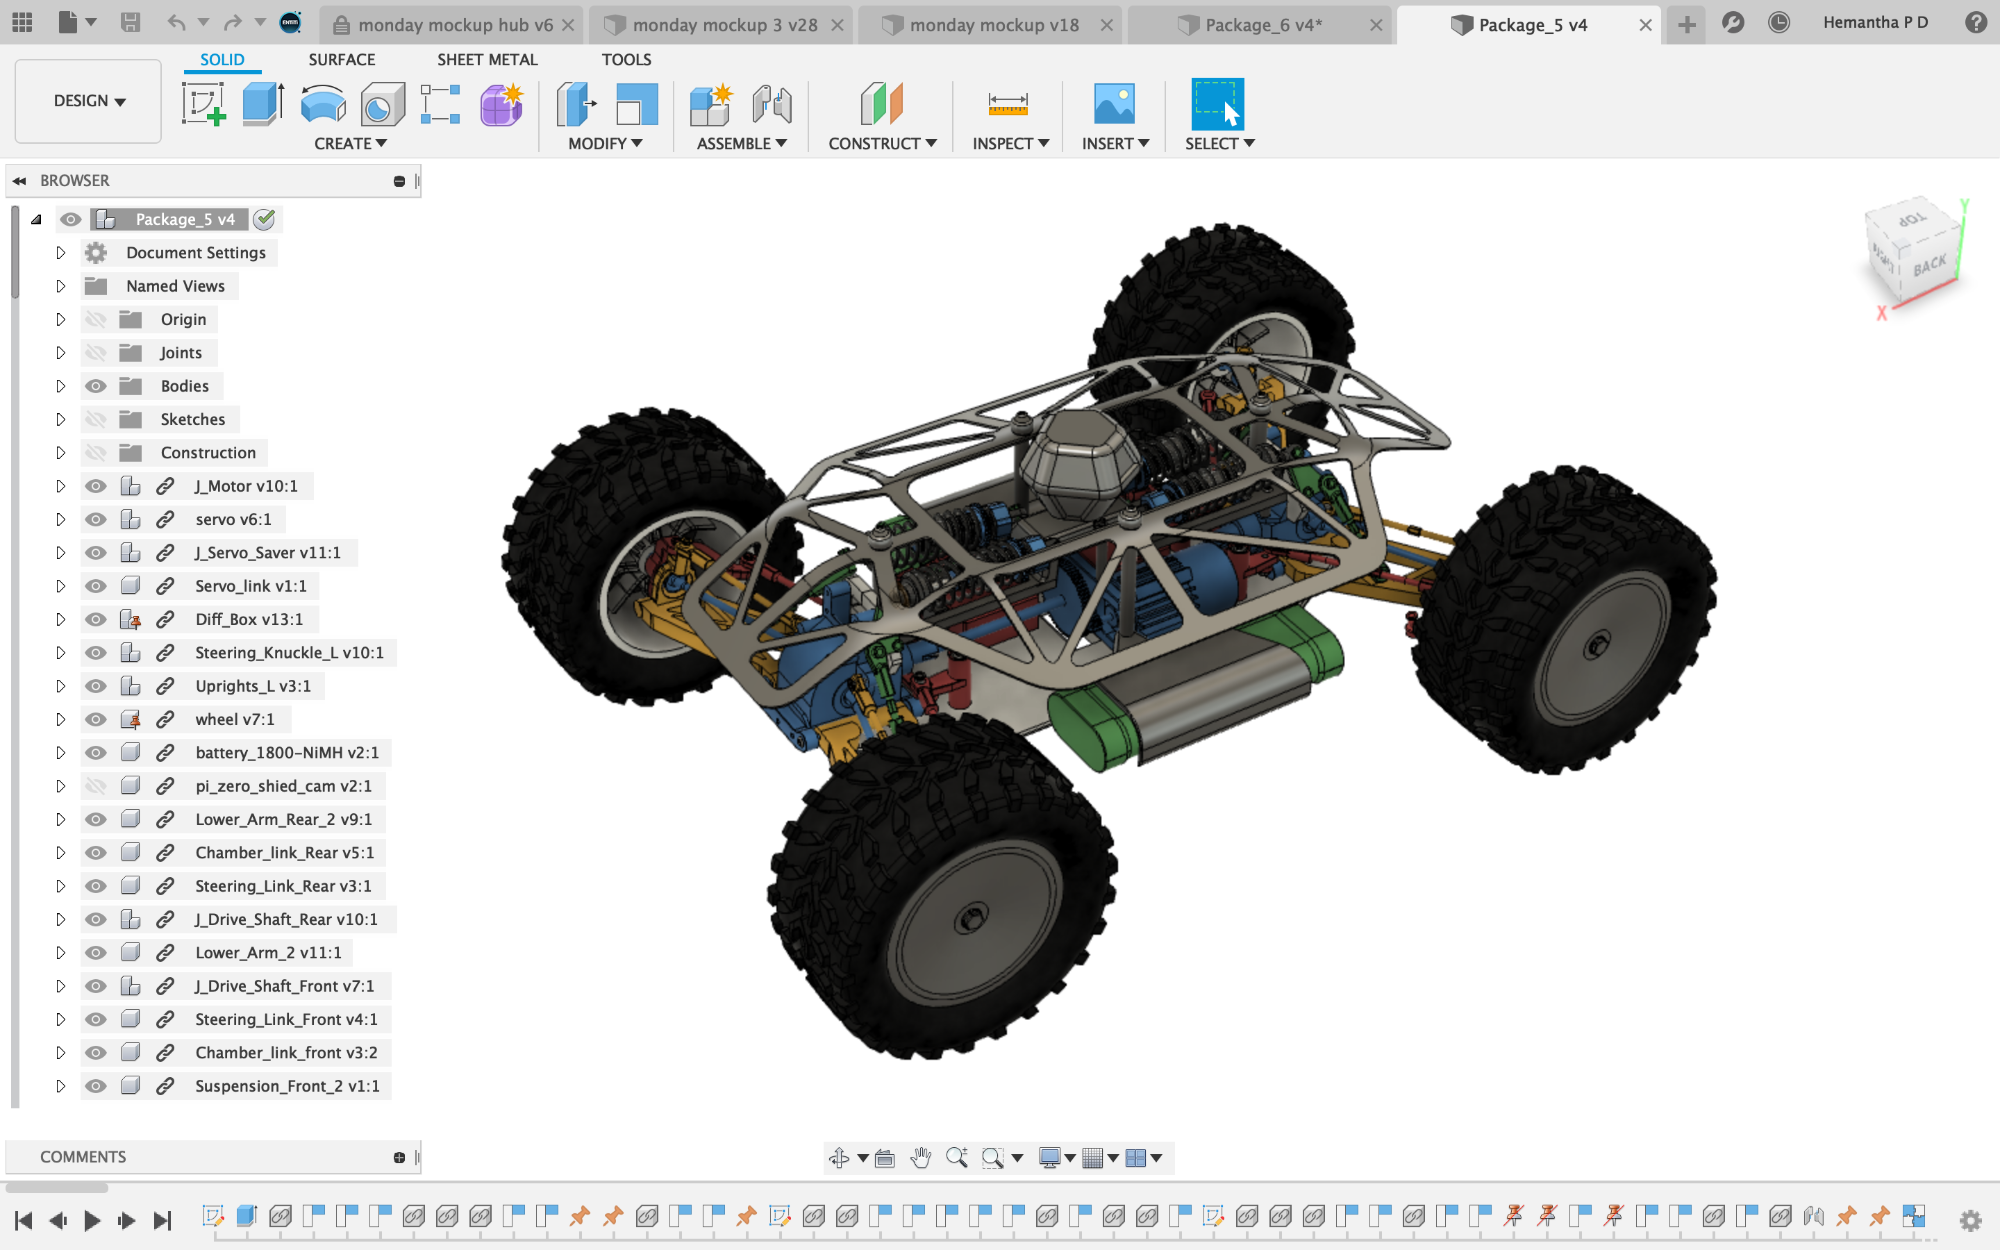 monday mockup hub v6
monday mockup 3 v28
monday mockup v18
Package_6 v4*
Package_5 v4
Hemantha P D
SOLID
SURFACE
SHEET METAL
TOOLS
DESIGN
CREATE
MODIFY
ASSEMBLE
CONSTRUCT
INSPECT
INSERT
SELECT
BROWSER
Package_5 v4
Document Settings
Named Views
Origin
Joints
Bodies
Sketches
Construction
J_Motor v10:1
servo v6:1
J_Servo_Saver v11:1
Servo_link v1:1
Diff_Box v13:1
Steering_Knuckle_L v10:1
Uprights_L v3:1
wheel v7:1
battery_1800-NiMH v2:1
pi_zero_shied_cam v2:1
Lower_Arm_Rear_2 v9:1
Chamber_link_Rear v5:1
Steering_Link_Rear v3:1
J_Drive_Shaft_Rear v10:1
Lower_Arm_2 v11:1
J_Drive_Shaft_Front v7:1
Steering_Link_Front v4:1
Chamber_link_front v3:2
Suspension_Front_2 v1:1
TOP
RIGHT
BACK
Y
X
COMMENTS